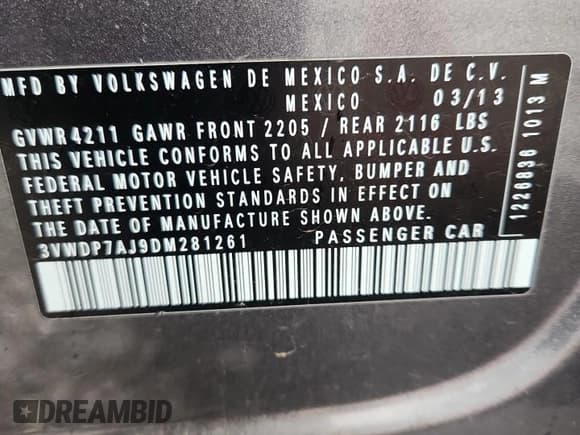 MFD BY VOLKSWAGEN DE MEXICO S.A. DE C.V.
MEXICO 03/13
GVWR 4211 GAWR FRONT 2205 / REAR 2116 LBS
THIS VEHICLE CONFORMS TO ALL APPLICABLE U.S.
FEDERAL MOTOR VEHICLE SAFETY, BUMPER AND
THEFT PREVENTION STANDARDS IN EFFECT ON
THE DATE OF MANUFACTURE SHOWN ABOVE.
3VWDP7AJ9DM281261 PASSENGER CAR
1226836 1013 M
DREAMBID